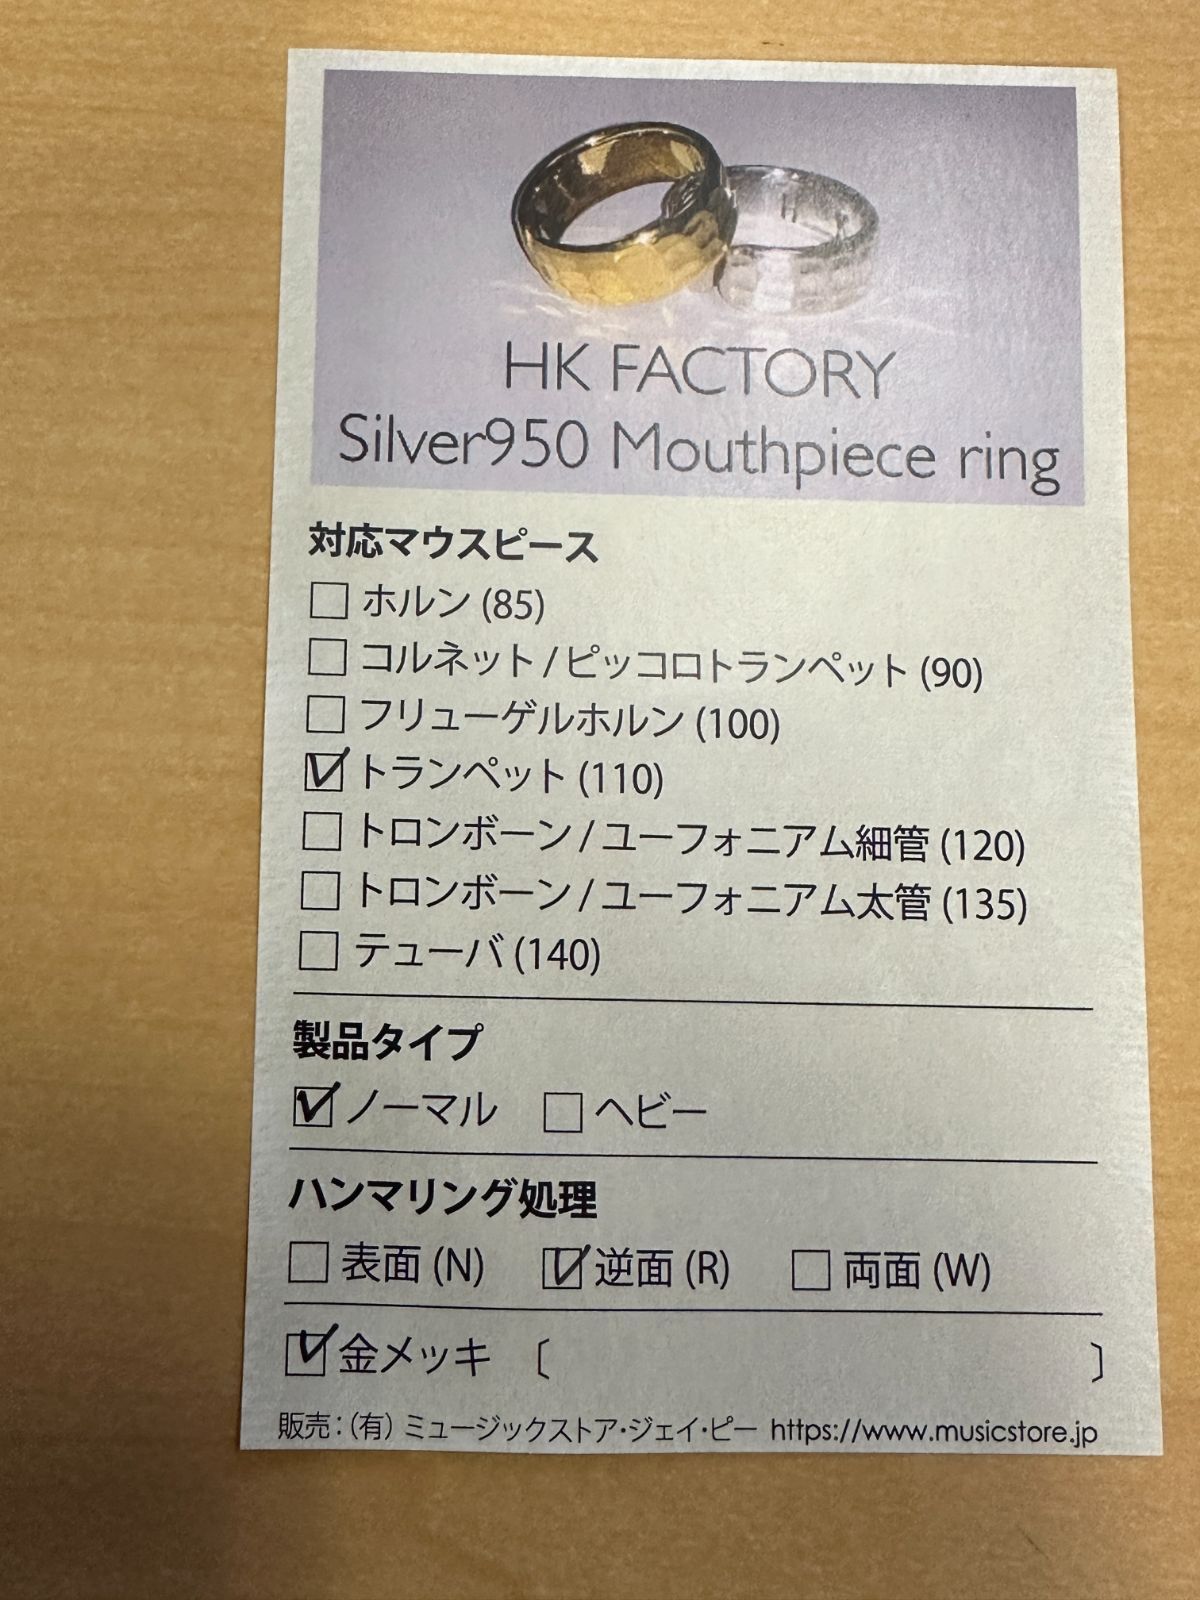 HK FACTORY
Silver950 Mouthpiece ring
対応マウスピース
☐ ホルン (85)
☐ コルネット / ピッコロトランペット (90)
☐ フリューゲルホルン (100)
☑ トランペット (110)
☐ トロンボーン / ユーフォニアム細管 (120)
☐ トロンボーン / ユーフォニアム太管 (135)
☐ テューバ (140)
製品タイプ
☑ ノーマル ☐ ヘビー
ハンマリング処理
☐ 表面 (N) ☑ 逆面 (R) ☐ 両面 (W)
☑ 金メッキ 〔 〕
販売：（有）ミュージックストア・ジェイ・ピー https://www.musicstore.jp